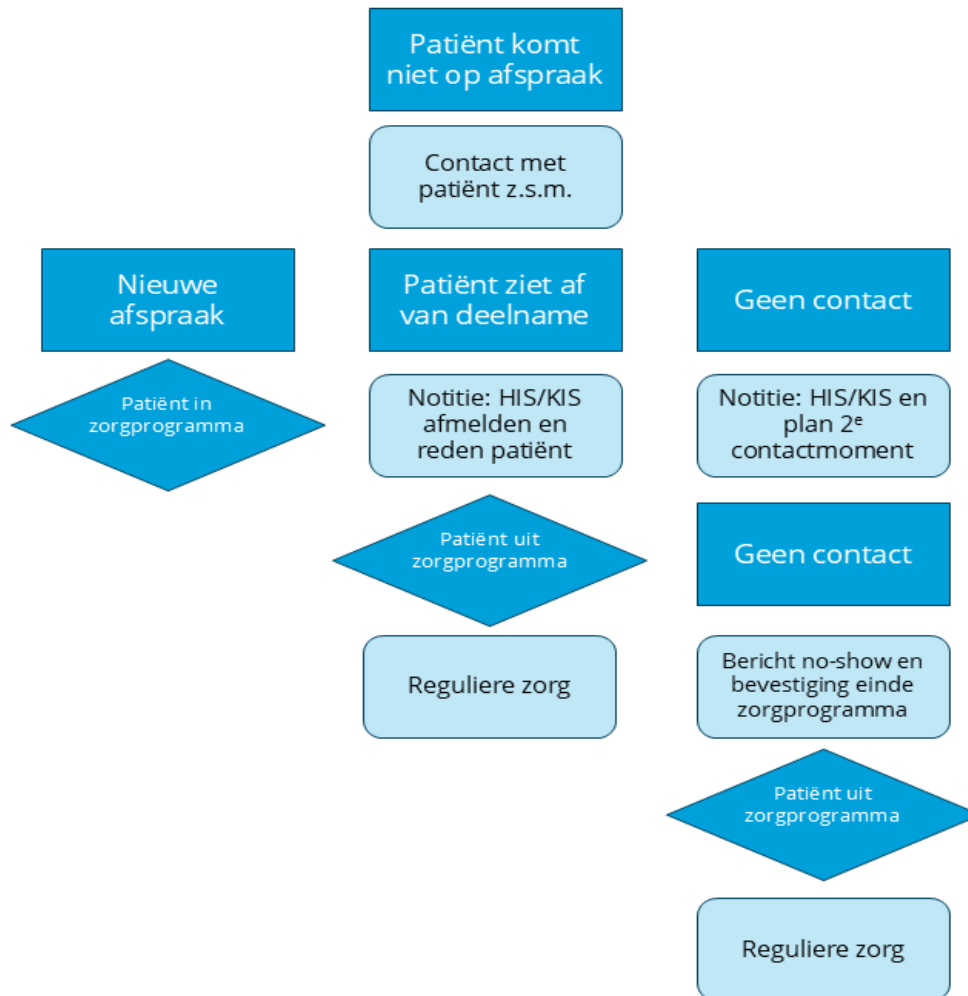 Patiënt komt
niet op afspraak
Contact met
patiënt z.s.m.
Nieuwe
afspraak
Patiënt ziet af
van deelname
Geen contact
Patiënt in
zorgprogramma
Notitie: HIS/KIS
afmelden en
reden patiënt
Notitie: HIS/KIS en
plan 2ᵉ
contactmoment
Patiënt uit
zorgprogramma
Geen contact
Reguliere zorg
Bericht no-show en
bevestiging einde
zorgprogramma
Patiënt uit
zorgprogramma
Reguliere zorg